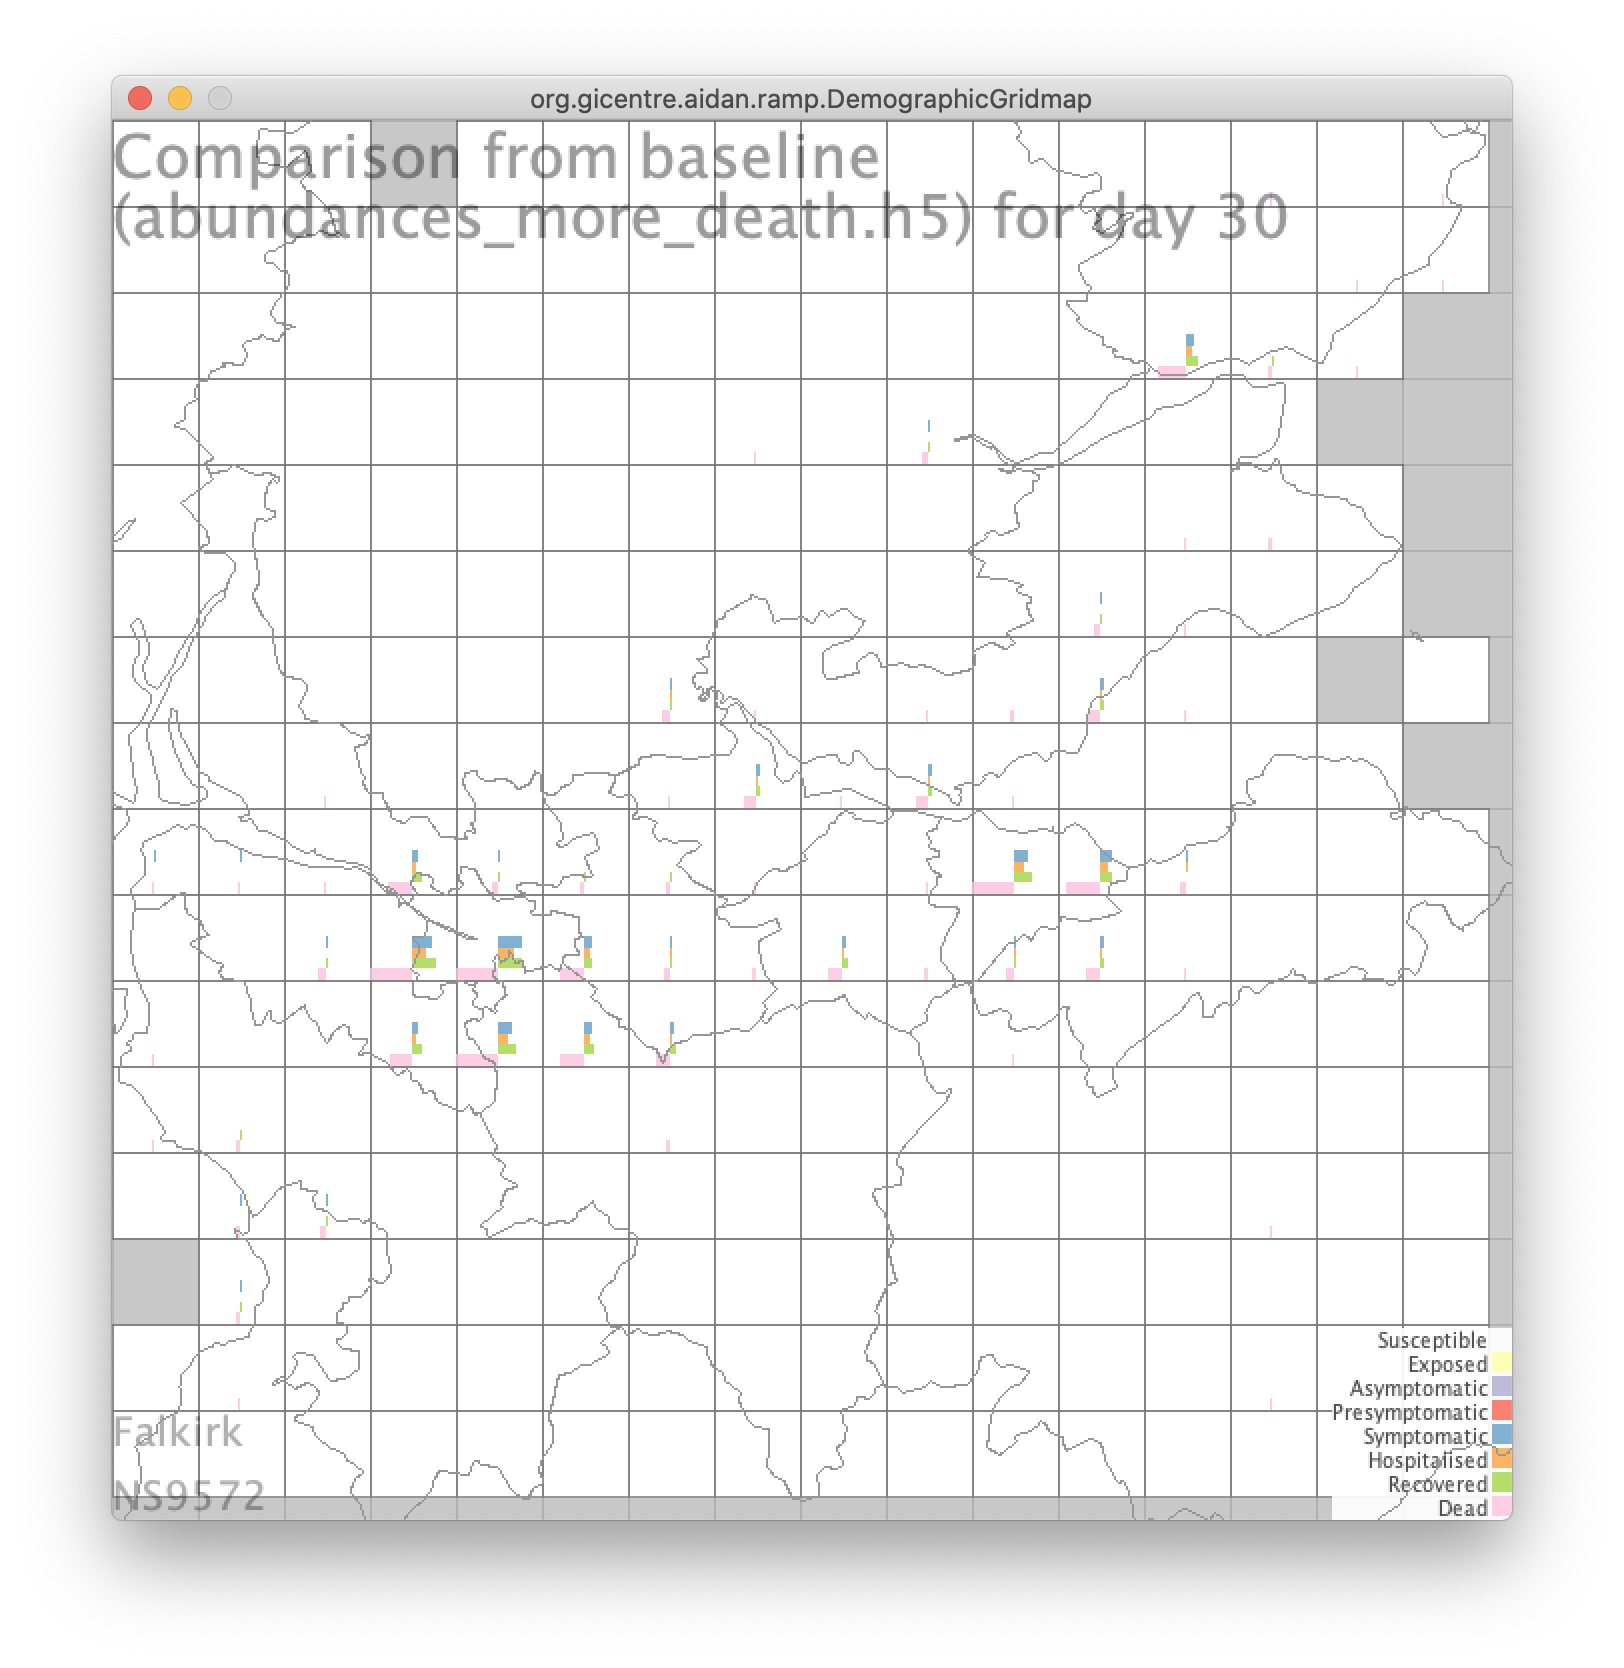 org.gicentre.aidan.ramp.DemographicGridmap
Comparison from baseline
(abundances_more_death.h5) for day 30
Susceptible
Exposed
Asymptomatic
Presymptomatic
Symptomatic
Hospitalised
Recovered
Dead
Falkirk
NS9572